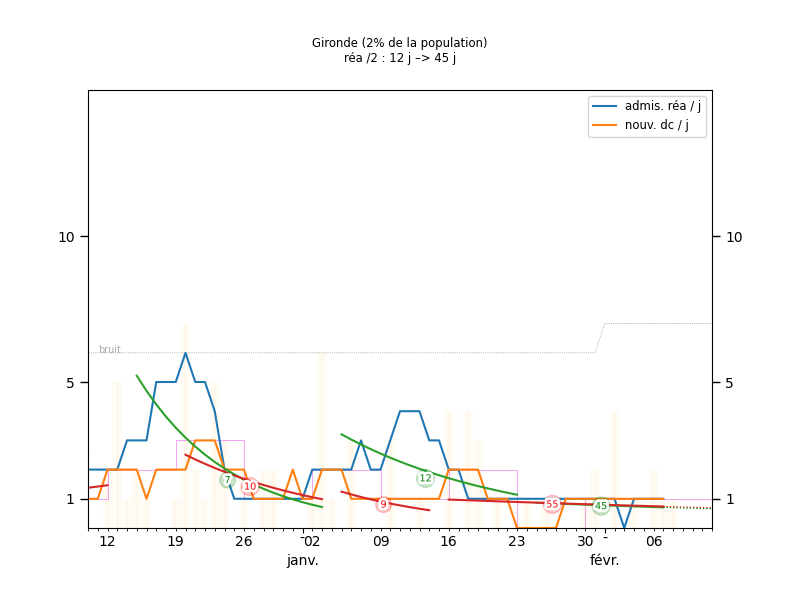 Gironde (2% de la population)
réa /2 : 12 j –> 45 j
admis. réa / j
nouv. dc / j
10 10
bruit
5 5
7 10 9 12 55 45
1 1
12 19 26 02 09 16 23 30 06
janv. févr.